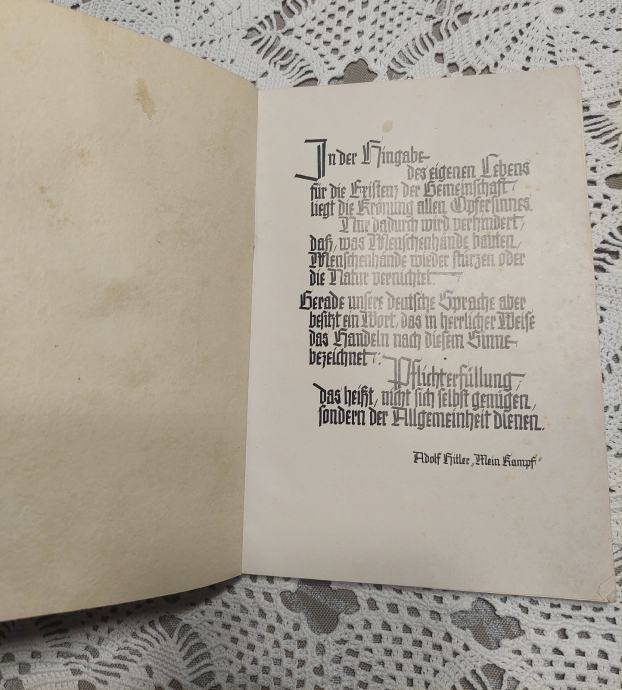 In der Hingabe
des eigenen Lebens
für die Existenz der Gemeinschaft
liegt die Krönung allen Opfersinnes.
Nur dadurch wird verhindert,
daß, was Menschenhände bauten,
Menschenhände wieder stürzen oder
die Natur vernichtet.
Gerade unsere deutsche Sprache aber
besitzt ein Wort, das in herrlicher Weise
das Handeln nach diesem Sinne
bezeichnet:
Pflichterfüllung,
das heißt, nicht sich selbst genügen,
sondern der Allgemeinheit dienen.
Adolf Hitler, „Mein Kampf“